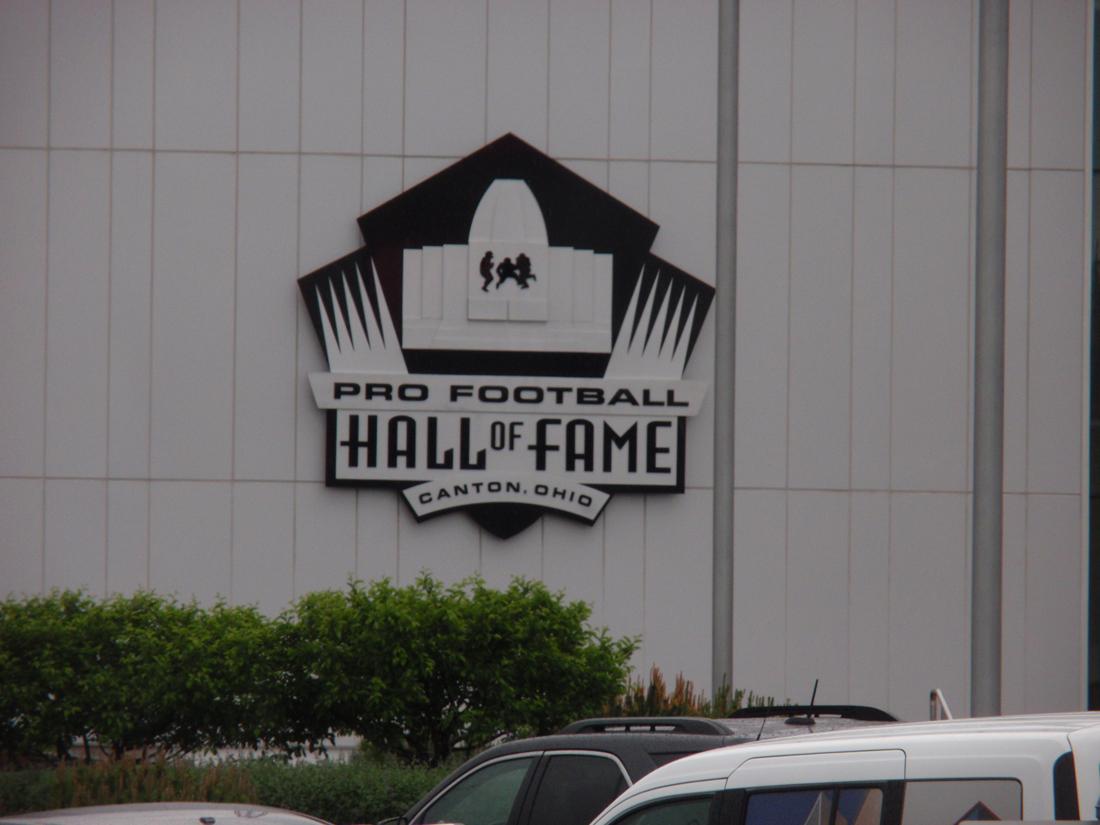 PRO FOOTBALL
HALL OF FAME
CANTON, OHIO